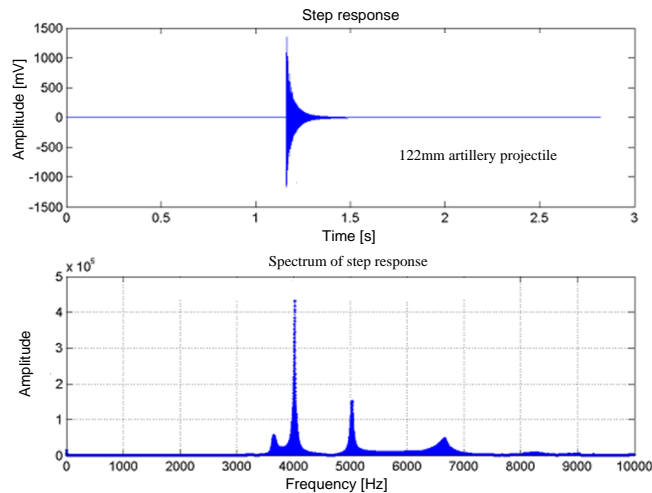 Step response
1500
1000
500
0
-500
-1000
-1500
Amplitude [mV]
122mm artillery projectile
0 0.5 1 1.5 2 2.5 3
Time [s]
Spectrum of step response
x 10^5
5
4
3
2
1
0
Amplitude
0 1000 2000 3000 4000 5000 6000 7000 8000 9000 10000
Frequency [Hz]